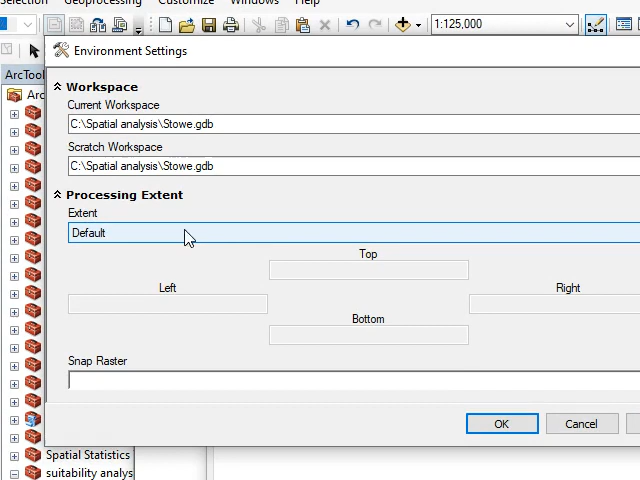 Selection Geoprocessing Customize Windows Help
1:125,000
Environment Settings
ArcTool
Arc
Workspace
Current Workspace
C:\Spatial analysis\Stowe.gdb
Scratch Workspace
C:\Spatial analysis\Stowe.gdb
Processing Extent
Extent
Default
Top
Left
Right
Bottom
Snap Raster
OK Cancel
Spatial Statistics
suitability analys